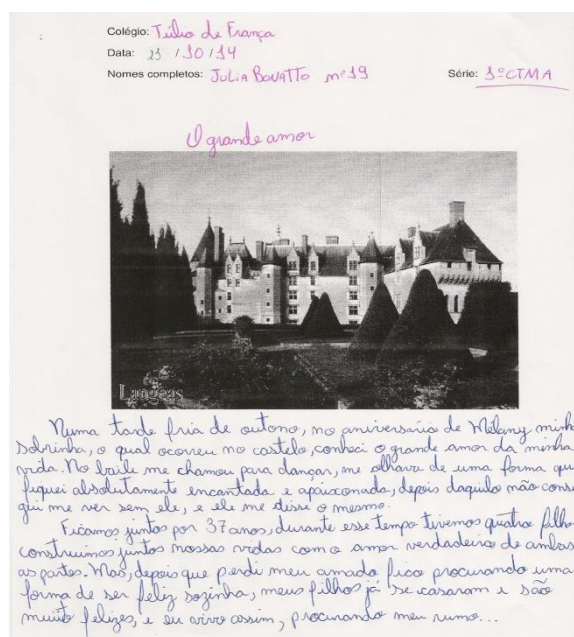 Colégio: Túlio de França
Data: 23 / 10 / 14
Nomes completos: Julia Bovatto nº 19 Série: 1º CTMA
O grande amor
Langeais
Numa tarde fria de outono, no aniversário de Mélany minha
sobrinha, o qual ocorreu no castelo, conheci o grande amor da minha
vida. No baile me chamou para dançar, me olhava de uma forma que
fiquei absolutamente encantada e apaixonada, depois daquilo não conse
gui me ver sem ele, e ele me disse o mesmo.
Ficamos juntos por 37 anos, durante esse tempo tivemos quatro filho
construimos juntos nossas vidas com o amor verdadeiro de ambas
as partes. Mas, depois que perdi meu amado fico procurando uma
forma de ser feliz sozinha, meus filhos já se casaram e são
muito felizes, e eu vivo assim, procurando meu rumo...